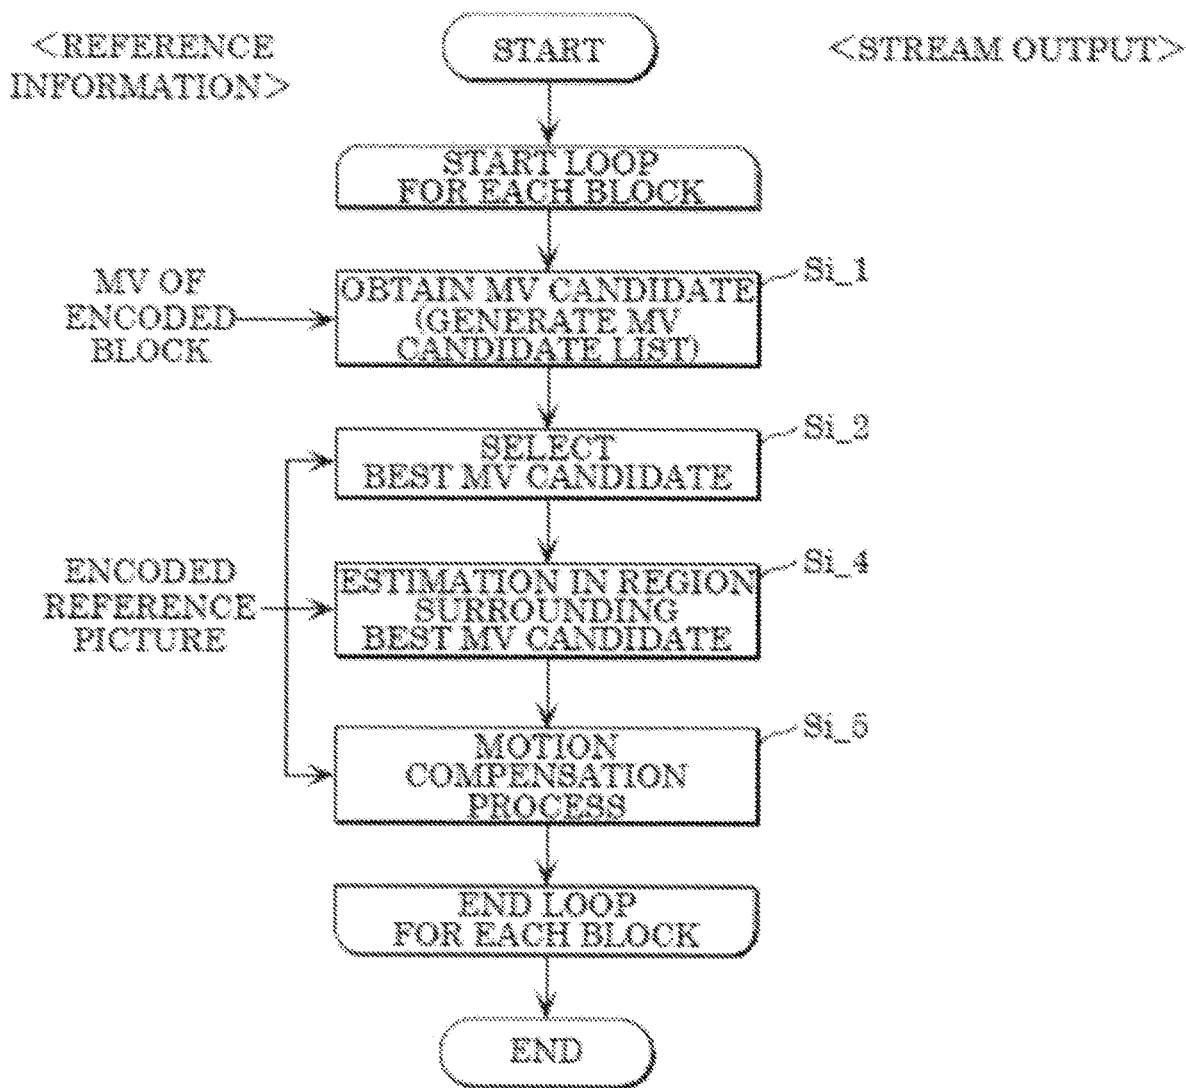 <REFERENCE
INFORMATION>
START
<STREAM OUTPUT>
START LOOP
FOR EACH BLOCK
MV OF
ENCODED
BLOCK
OBTAIN MV CANDIDATE
(GENERATE MV
CANDIDATE LIST)
Si_1
SELECT
BEST MV CANDIDATE
Si_2
ENCODED
REFERENCE
PICTURE
ESTIMATION IN REGION
SURROUNDING
BEST MV CANDIDATE
Si_4
MOTION
COMPENSATION
PROCESS
Si_5
END LOOP
FOR EACH BLOCK
END